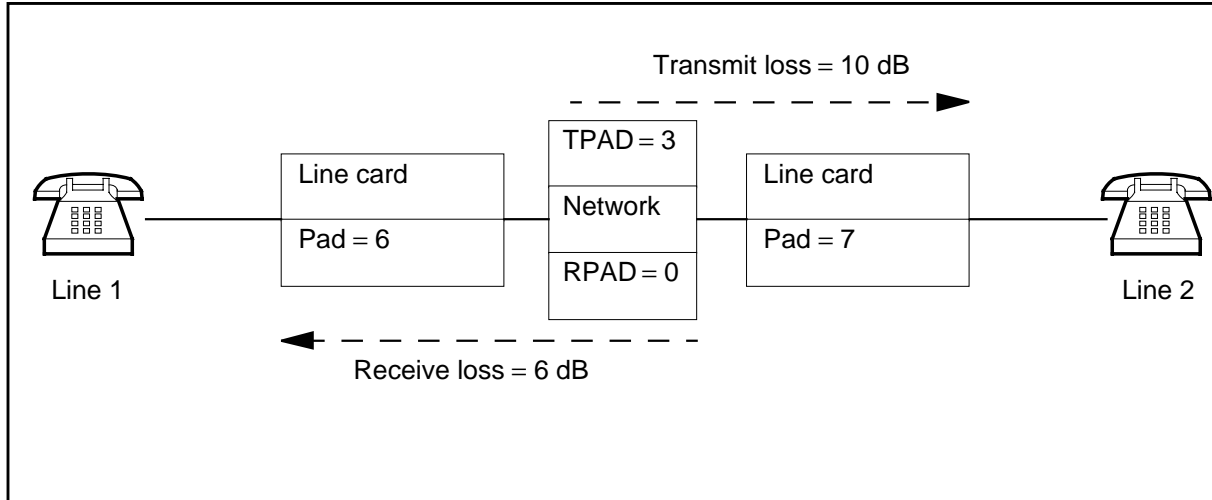 Transmit loss = 10 dB
TPAD = 3
Line card
Network
Line card
Pad = 6
Pad = 7
RPAD = 0
Line 1
Line 2
Receive loss = 6 dB